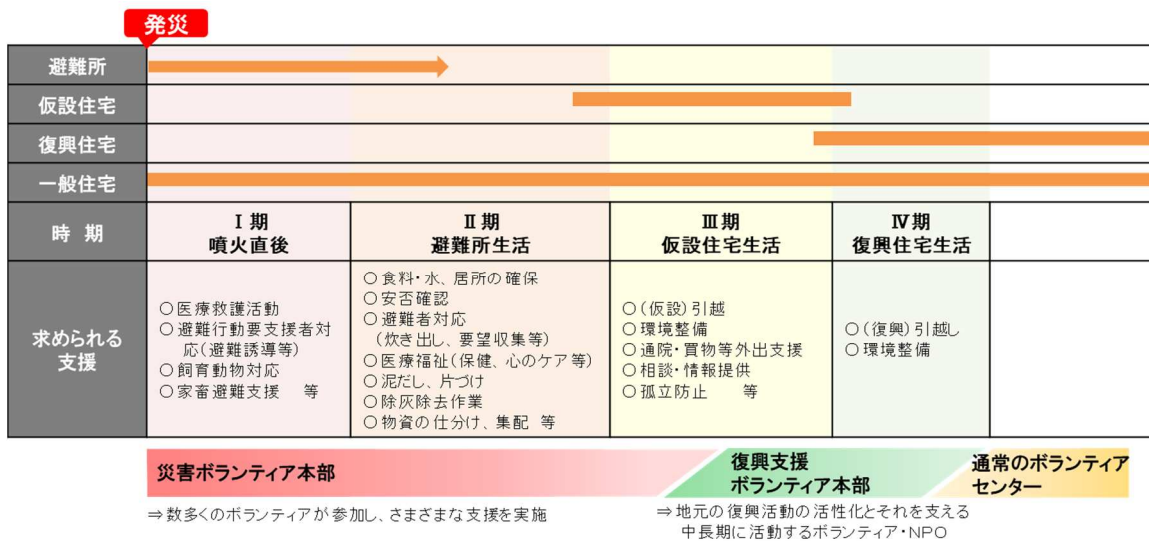 発災
避難所
仮設住宅
復興住宅
一般住宅
時 期
Ⅰ期
噴火直後
Ⅱ期
避難所生活
Ⅲ期
仮設住宅生活
Ⅳ期
復興住宅生活
求められる
支援
○医療救護活動
○避難行動要支援者対
応(避難誘導等)
○飼育動物対応
○家畜避難支援 等
○食料・水、居所の確保
○安否確認
○避難者対応
(炊き出し、要望収集等)
○医療福祉(保健、心のケア等)
○泥だし、片づけ
○除灰除去作業
○物資の仕分け、集配 等
○(仮設)引越
○環境整備
○通院・買物等外出支援
○相談・情報提供
○孤立防止 等
○(復興)引越し
○環境整備
災害ボランティア本部
⇒数多くのボランティアが参加し、さまざまな支援を実施
復興支援
ボランティア本部
⇒地元の復興活動の活性化とそれを支える
中長期に活動するボランティア・NPO
通常のボランティア
センター